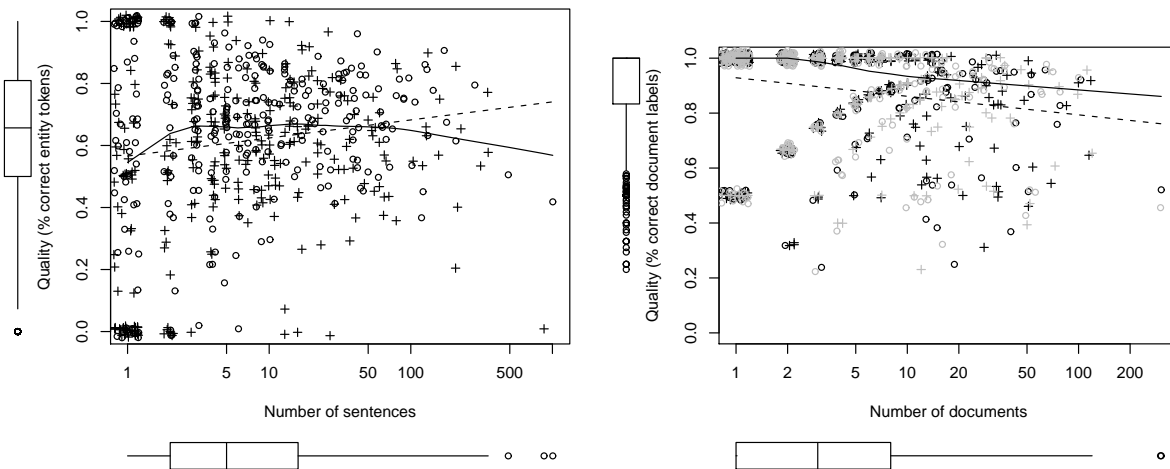 Quality (% correct entity tokens)
1.0
0.8
0.6
0.4
0.2
0.0
1 5 10 50 100 500
Number of sentences
Quality (% correct document labels)
1.0
0.8
0.6
0.4
0.2
0.0
1 2 5 10 20 50 100 200
Number of documents